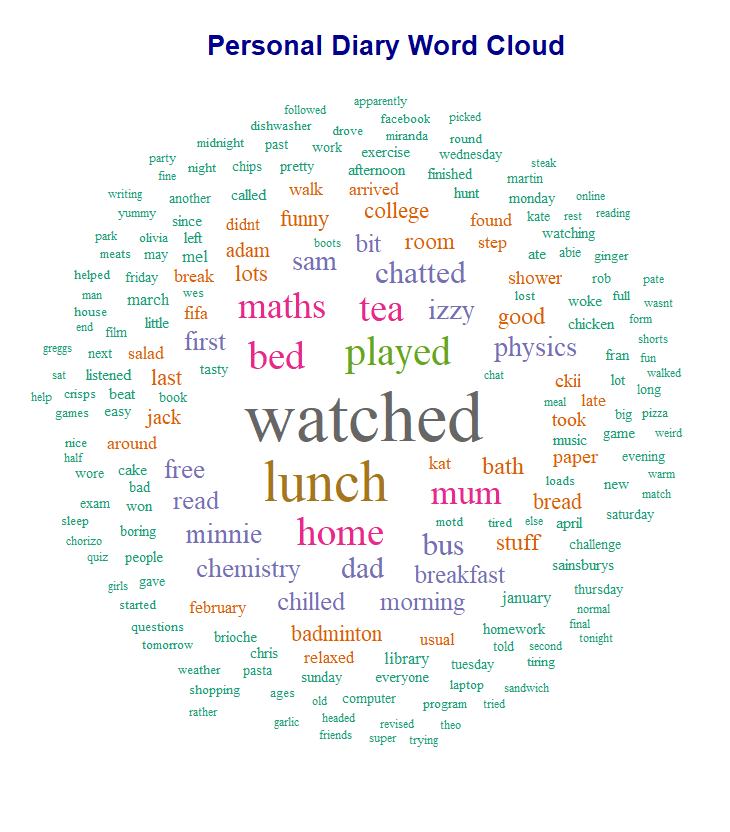 Personal Diary Word Cloud
apparently
followed
facebook picked
dishwasher drove miranda
midnight past work round
exercise wednesday
party night chips pretty afternoon finished steak
fine walk arrived martin
writing another called hunt monday online
yummy since didnt funny college found kate rest reading
park olivia left boots bit room step watching
meats may mel adam sam ate abie ginger
helped friday break lots chatted shower rob pate
man march wes maths tea izzy lost woke full wasnt
house little fifa good chicken form
end film first played physics shorts
greggs next salad bed fran fun
sat listened last tasty chat ckii lot walked
help crisps beat book meal late long
games easy jack watched took big pizza
nice around music game weird
half cake free kat bath paper evening
wore bad lunch loads new warm
exam won read mum bread match
sleep motd tired else april saturday
chorizo boring minnie home bus stuff challenge
quiz people sainsburys
girls gave chemistry dad breakfast thursday
started february chilled morning january normal
questions brioche badminton usual homework final
tomorrow told second tonight
chris relaxed library tuesday tiring
weather pasta sunday everyone
shopping ages computer laptop sandwich
rather old program tried
garlic headed revised theo
friends super trying